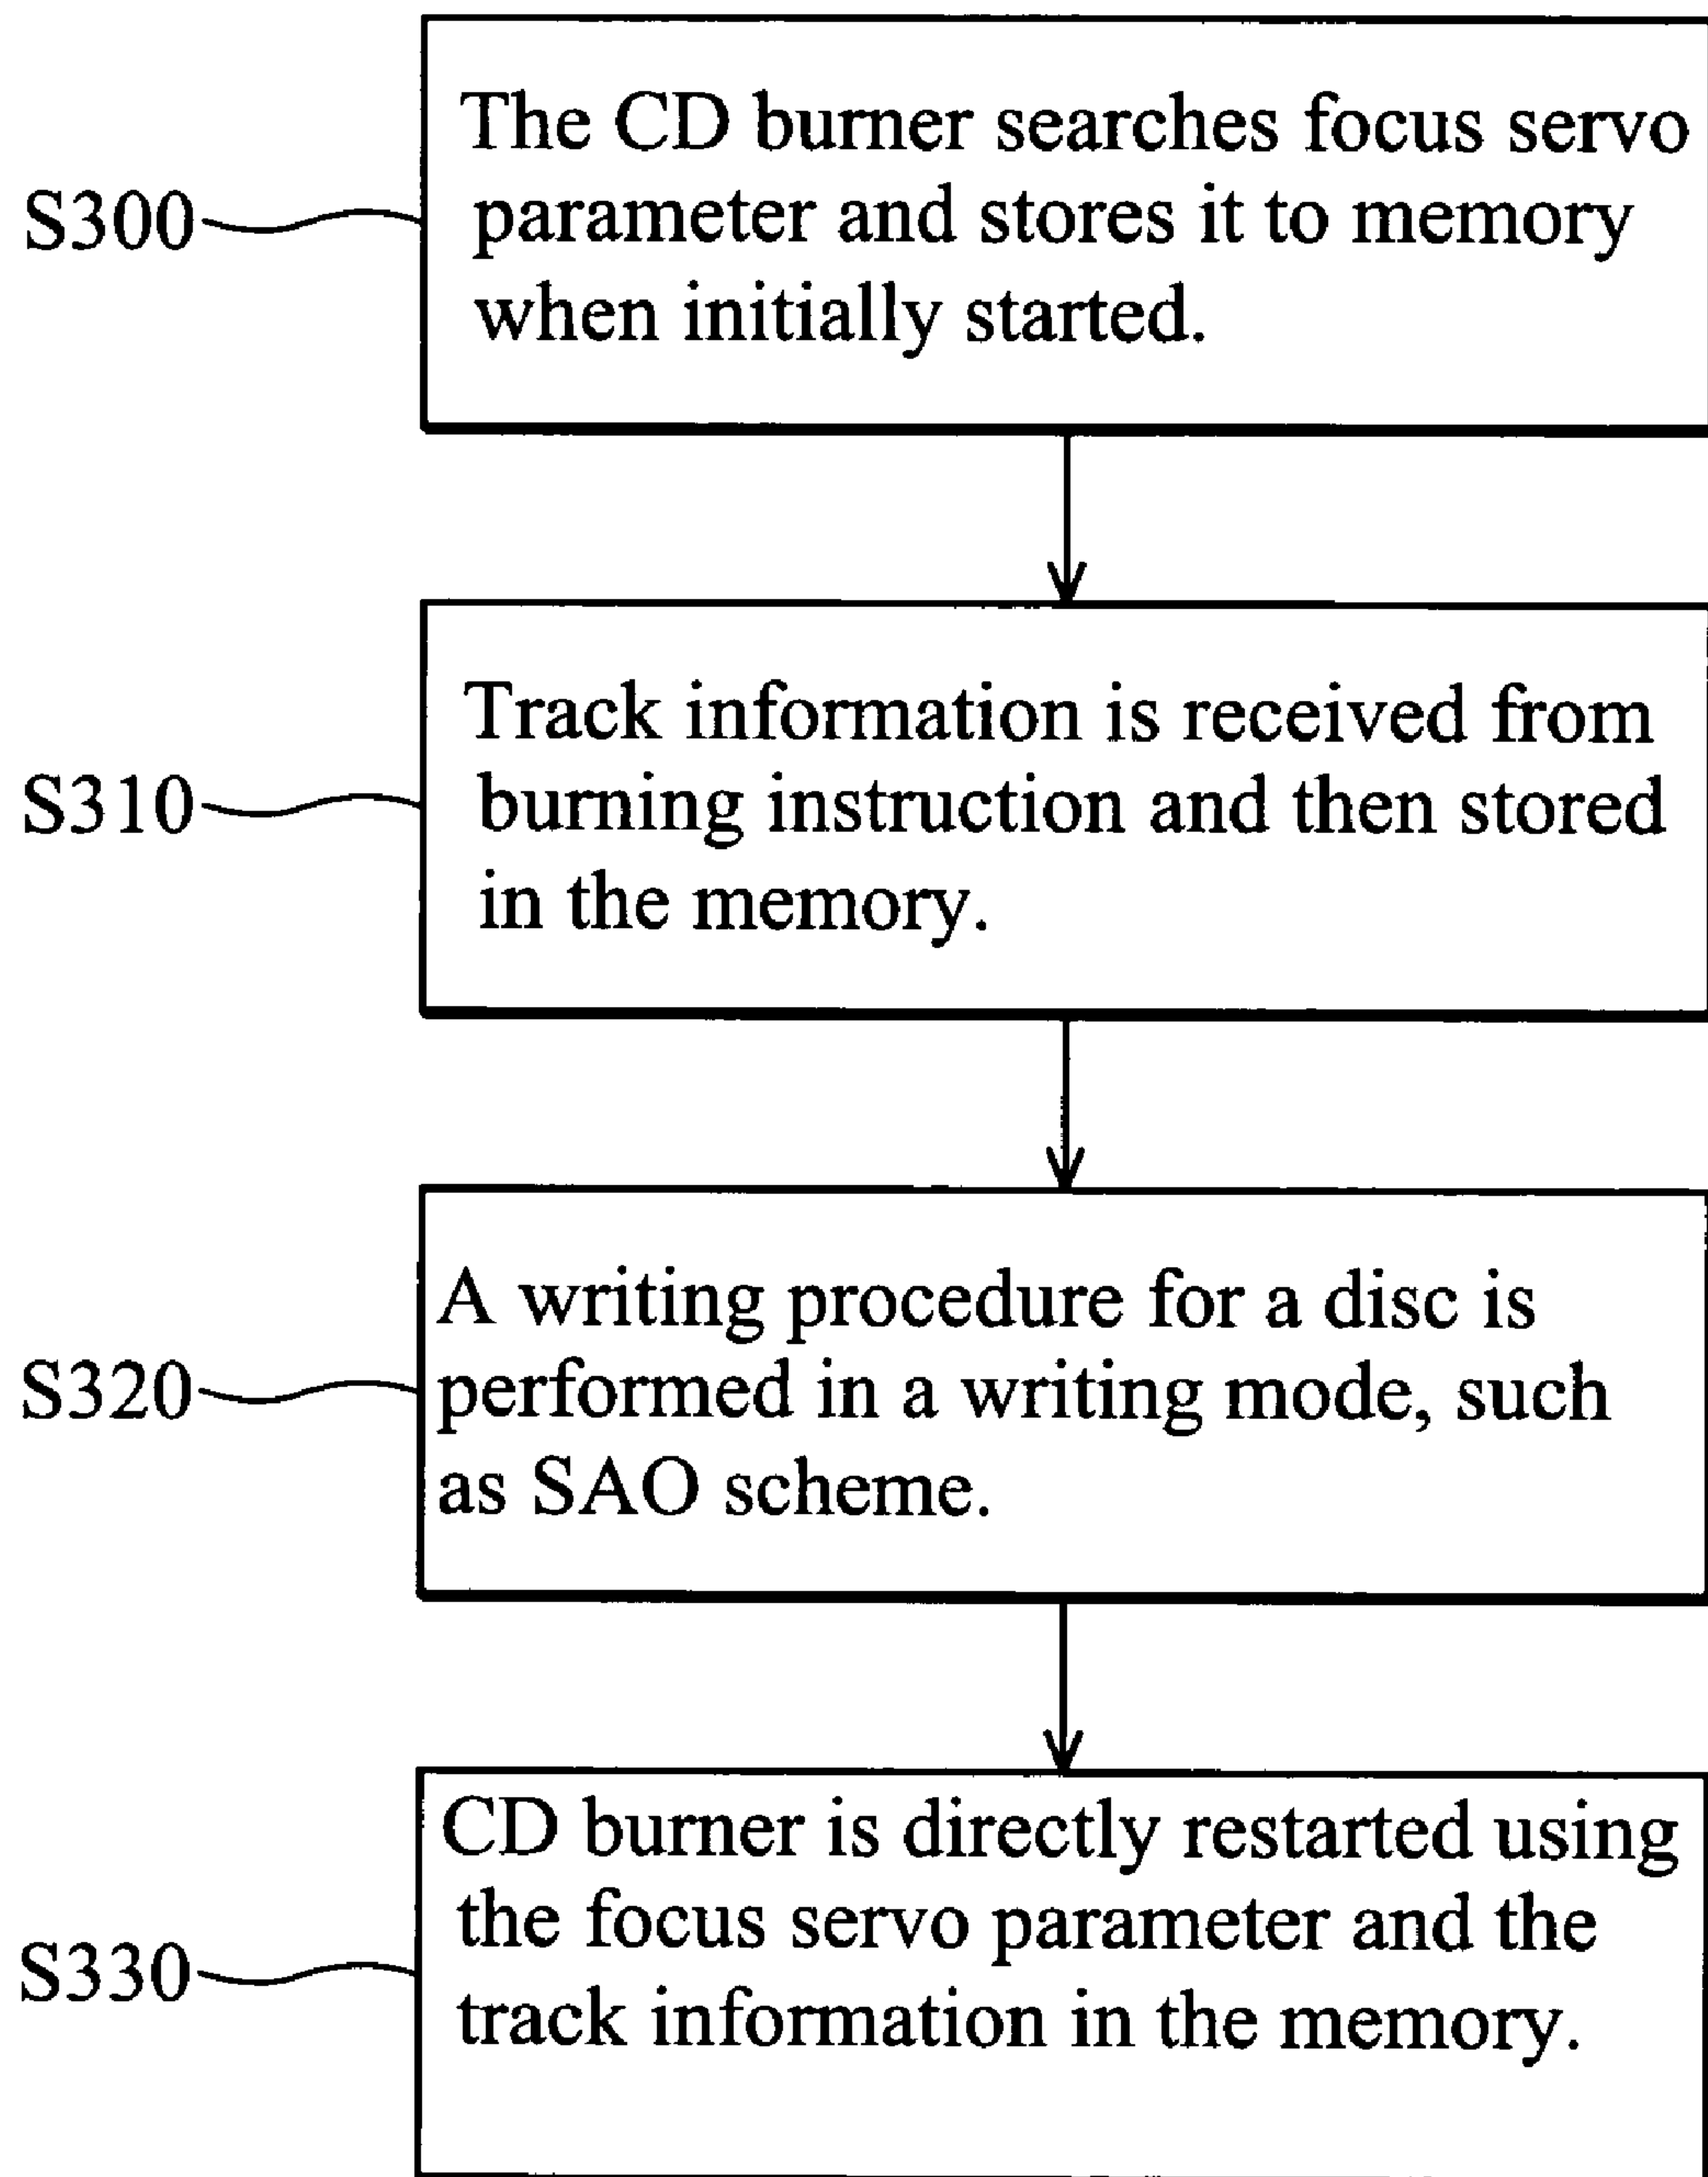 The CD burner searches focus servo
S300
parameter and stores it to memory
when initially started.
Track information is received from
S310
burning instruction and then stored
in the memory.
A writing procedure for a disc is
S320
performed in a writing mode, such
as SAO scheme.
CD burner is directly restarted using
the focus servo parameter and the
S330
track information in the memory.